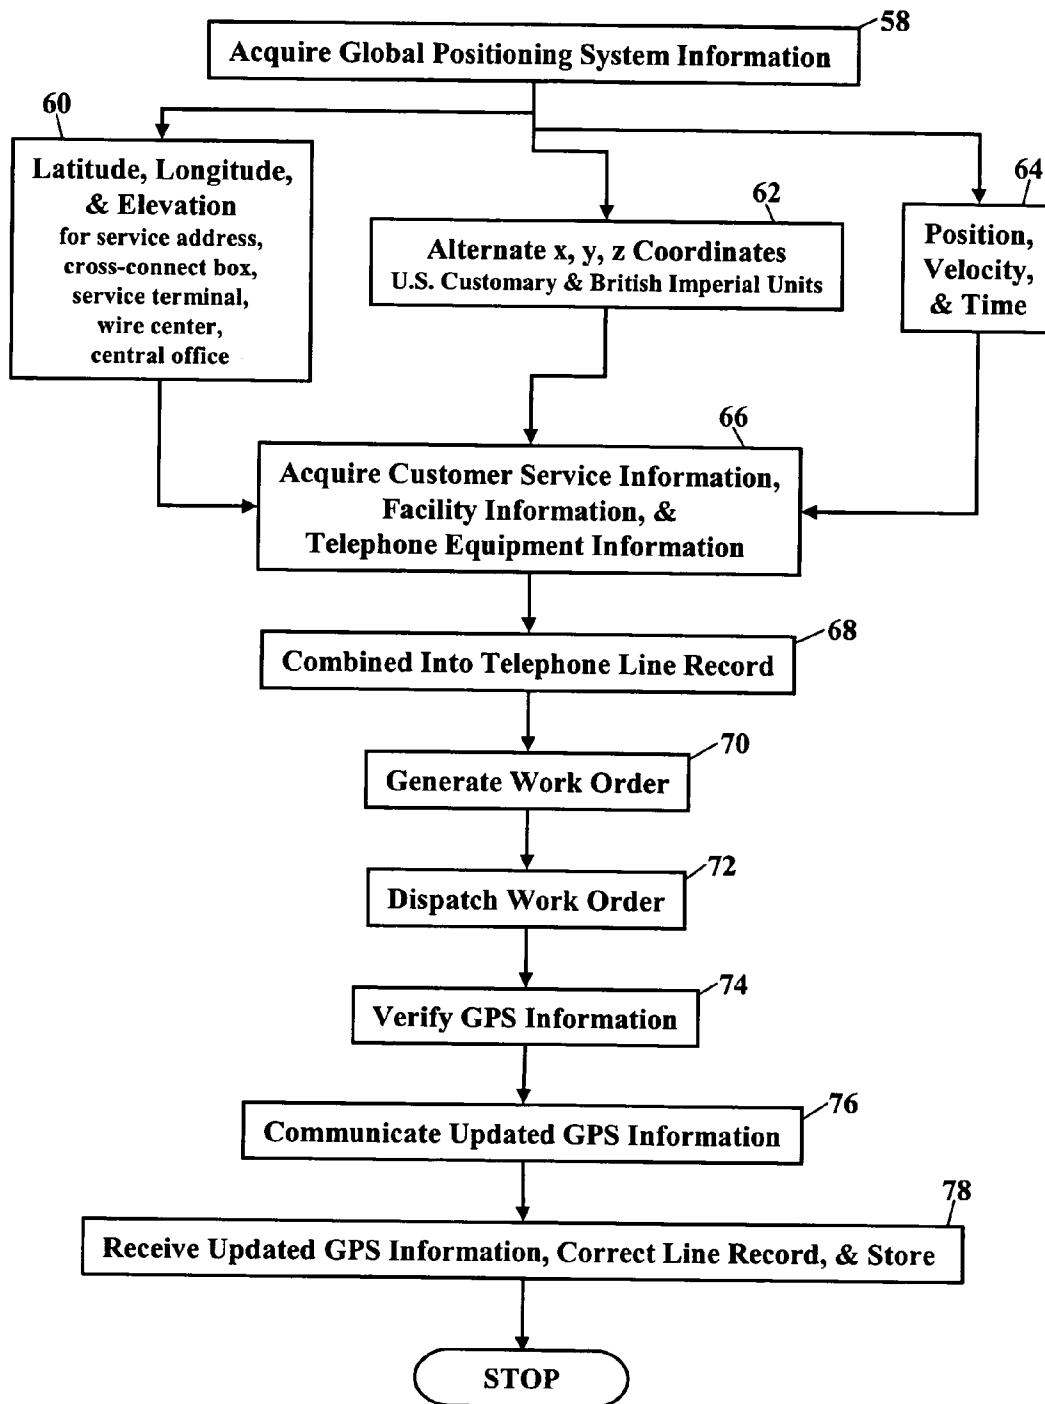 58
Acquire Global Positioning System Information
60
Latitude, Longitude,
& Elevation
for service address,
cross-connect box,
service terminal,
wire center,
central office
62
Alternate x, y, z Coordinates
U.S. Customary & British Imperial Units
64
Position,
Velocity,
& Time
66
Acquire Customer Service Information,
Facility Information, &
Telephone Equipment Information
68
Combined Into Telephone Line Record
70
Generate Work Order
72
Dispatch Work Order
74
Verify GPS Information
76
Communicate Updated GPS Information
78
Receive Updated GPS Information, Correct Line Record, & Store
STOP